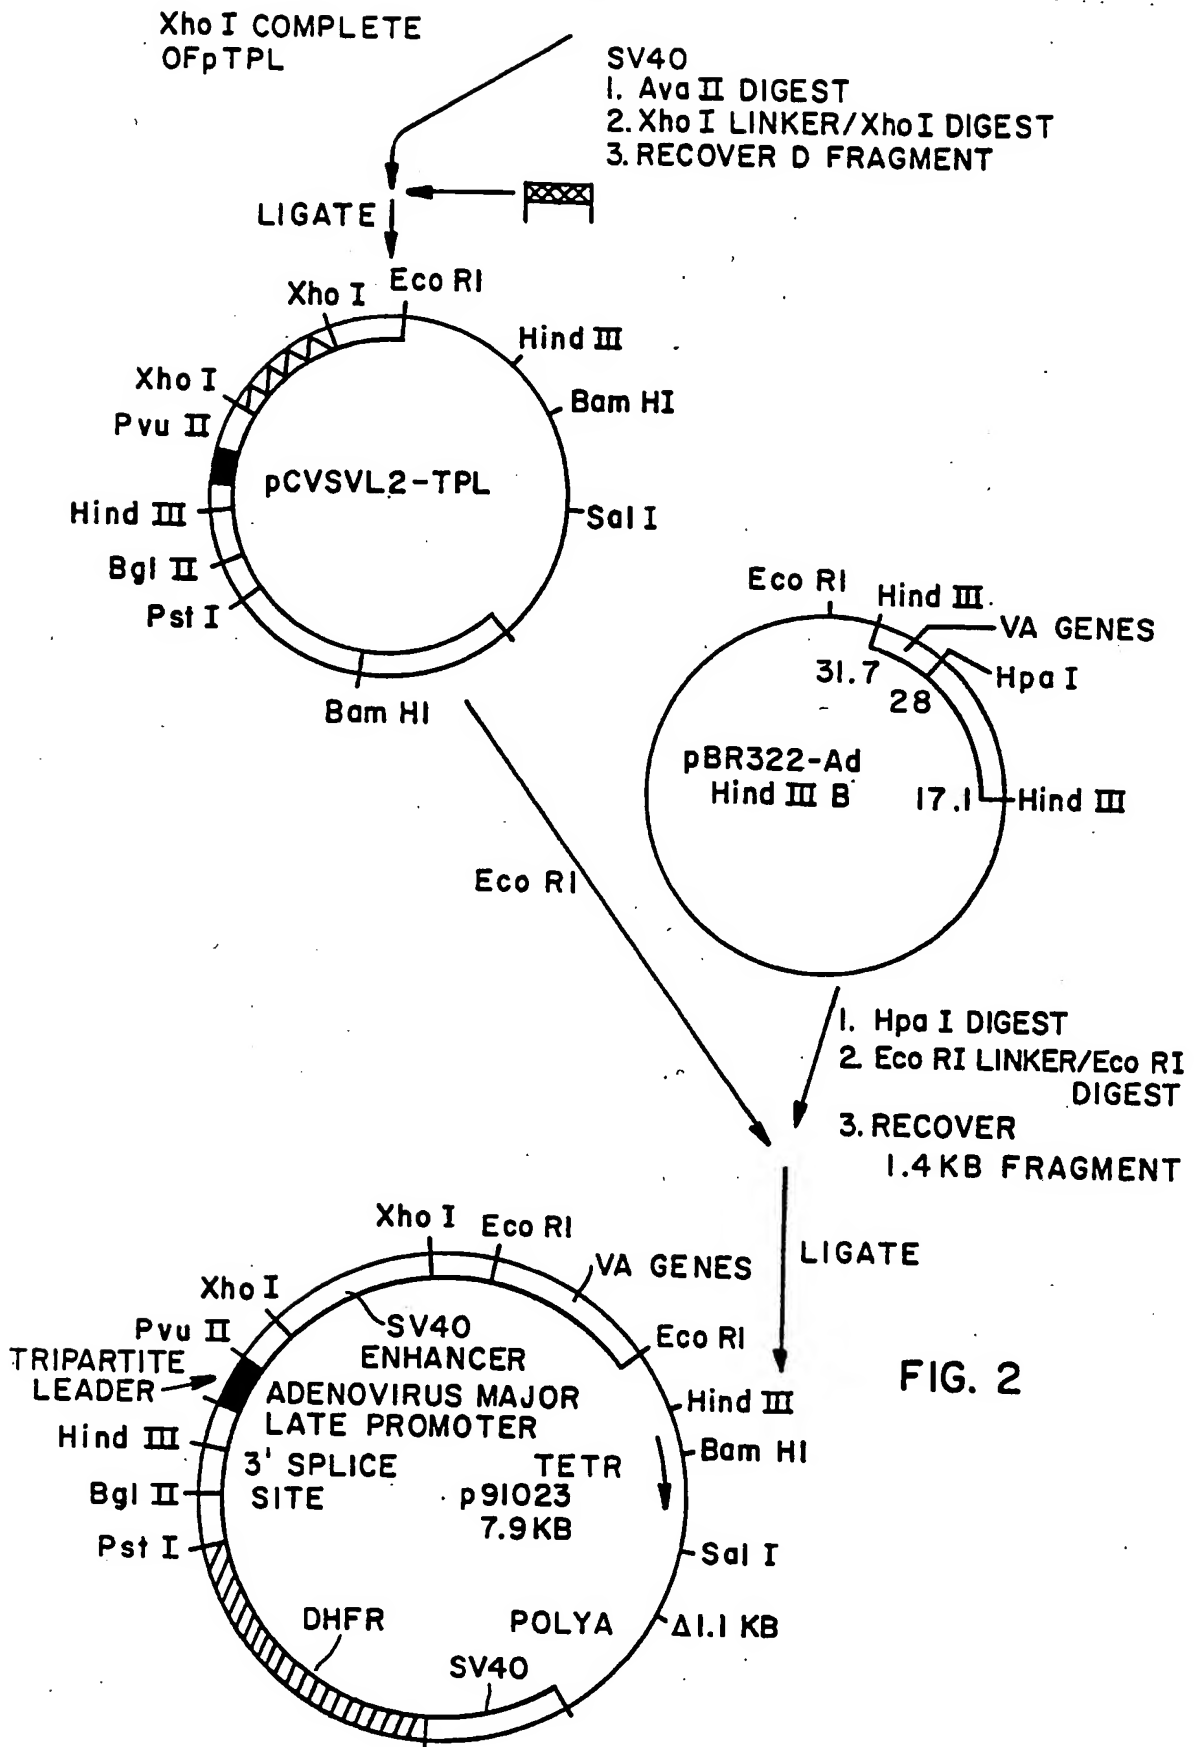 Xho I COMPLETE
OFpTPL
SV40
1. Ava II DIGEST
2. Xho I LINKER/Xho I DIGEST
3. RECOVER D FRAGMENT
LIGATE
Eco RI
Xho I
Hind III
Xho I
Bam HI
Pvu II
pCVSVL2-TPL
Hind III
Sal I
Bgl II
Pst I
Bam HI
Eco RI
Hind III
VA GENES
31.7
Hpa I
28
pBR322-Ad
Hind III B
17.1
Hind III
Eco RI
1. Hpa I DIGEST
2 Eco RI LINKER/Eco RI
DIGEST
3. RECOVER
1.4 KB FRAGMENT
LIGATE
Xho I
Eco RI
VA GENES
Xho I
SV40
ENHANCER
Pvu II
Eco RI
TRIPARTITE
LEADER
ADENOVIRUS MAJOR
LATE PROMOTER
Hind III
Hind III
Bam HI
3' SPLICE
SITE
TETR
Bgl II
p91023
7.9 KB
Pst I
Sal I
DHFR
POLYA
Δ1.1 KB
SV40
FIG. 2